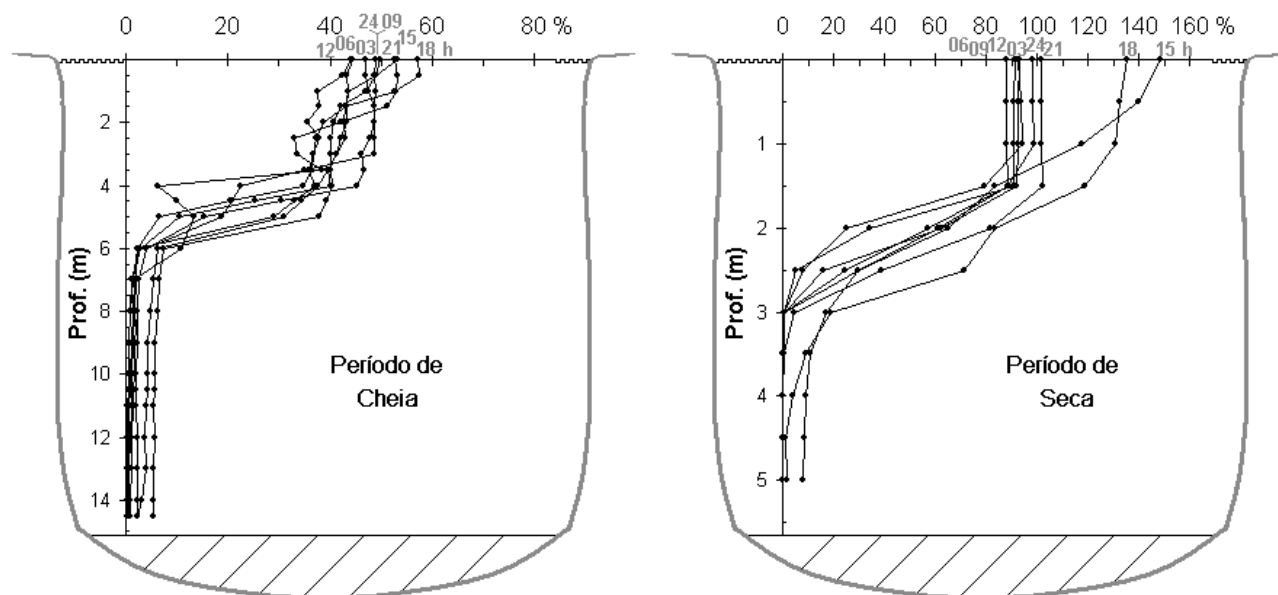 0 20 40 60 80 %
24 09
12 06 03 21 15 18 h
2
4
6
8
10
12
14
Prof. (m)
Período de
Cheia
0 20 40 60 80 100 120 140 160 %
06 09 12 03 24 21 18 15 h
1
2
3
4
5
Prof. (m)
Período de
Seca